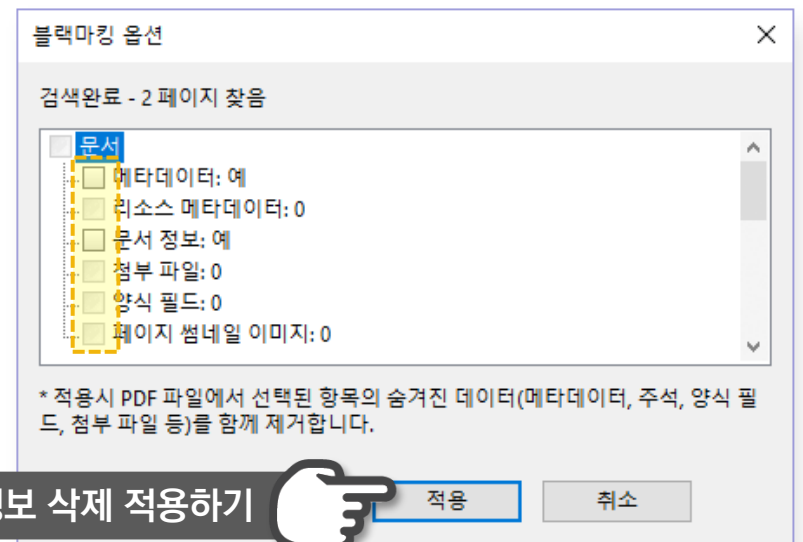 블랙마킹 옵션
검색완료 - 2 페이지 찾음
문서
메타데이터: 예
리소스 메타데이터: 0
문서 정보: 예
첨부 파일: 0
양식 필드: 0
페이지 썸네일 이미지: 0
* 적용시 PDF 파일에서 선택된 항목의 숨겨진 데이터(메타데이터, 주석, 양식 필
드, 첨부 파일 등)를 함께 제거합니다.
삭제 적용하기
적용 취소